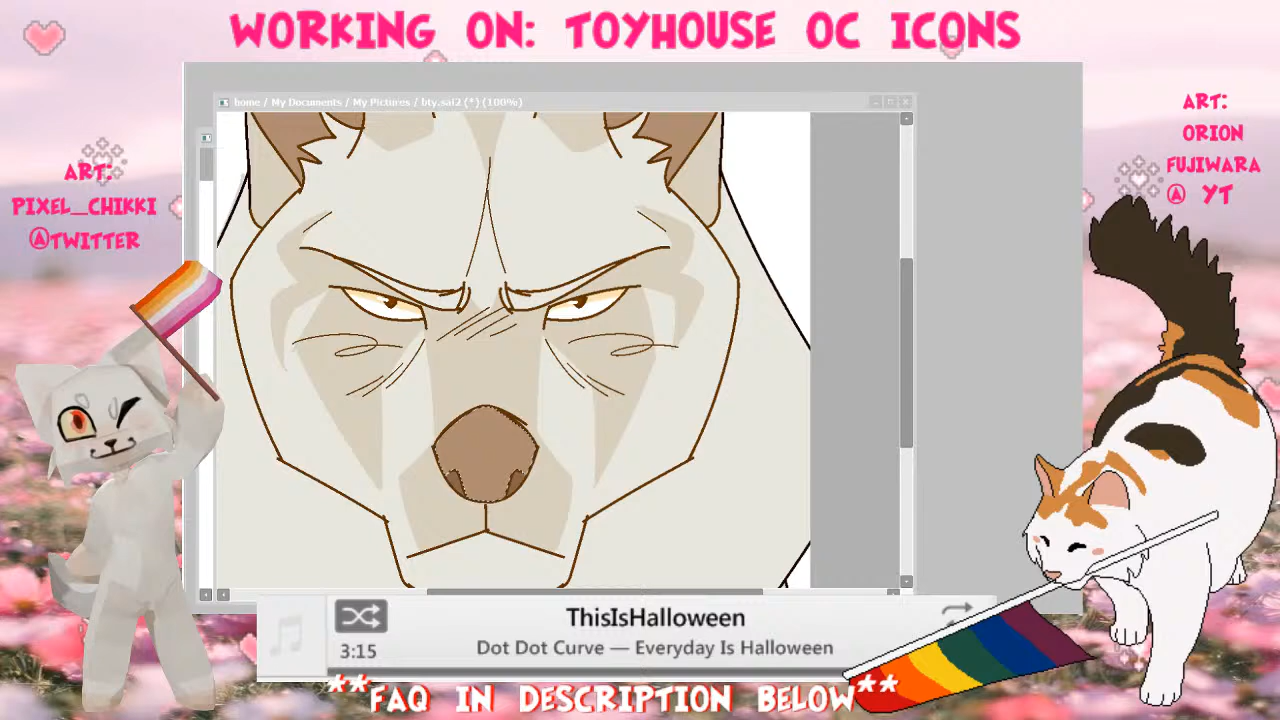 WORKING ON: TOYHOUSE OC ICONS
home / My Documents / My Pictures / bty.sai2 (*) (100%)
ART:
PIXEL_CHIKKI
@TWITTER
ART:
ORION
FUJIWARA
@ YT
ThisIsHalloween
3:15
Dot Dot Curve — Everyday Is Halloween
**FAQ IN DESCRIPTION BELOW**